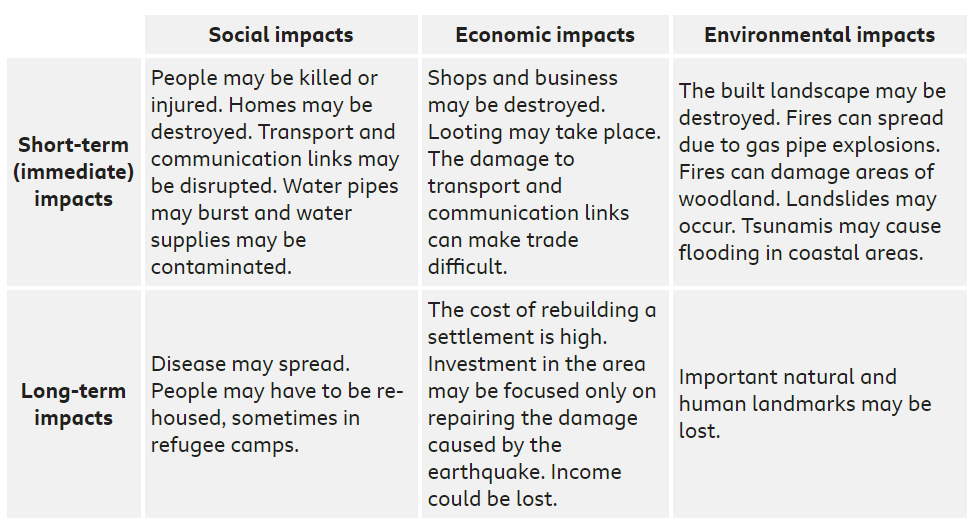 Social impacts
Economic impacts
Environmental impacts
Short-term
(immediate)
impacts
People may be killed or
injured. Homes may be
destroyed. Transport and
communication links may
be disrupted. Water pipes
may burst and water
supplies may be
contaminated.
Shops and business
may be destroyed.
Looting may take place.
The damage to
transport and
communication links
can make trade
difficult.
The built landscape may be
destroyed. Fires can spread
due to gas pipe explosions.
Fires can damage areas of
woodland. Landslides may
occur. Tsunamis may cause
flooding in coastal areas.
Long-term
impacts
Disease may spread.
People may have to be re-
housed, sometimes in
refugee camps.
The cost of rebuilding a
settlement is high.
Investment in the area
may be focused only on
repairing the damage
caused by the
earthquake. Income
could be lost.
Important natural and
human landmarks may be
lost.